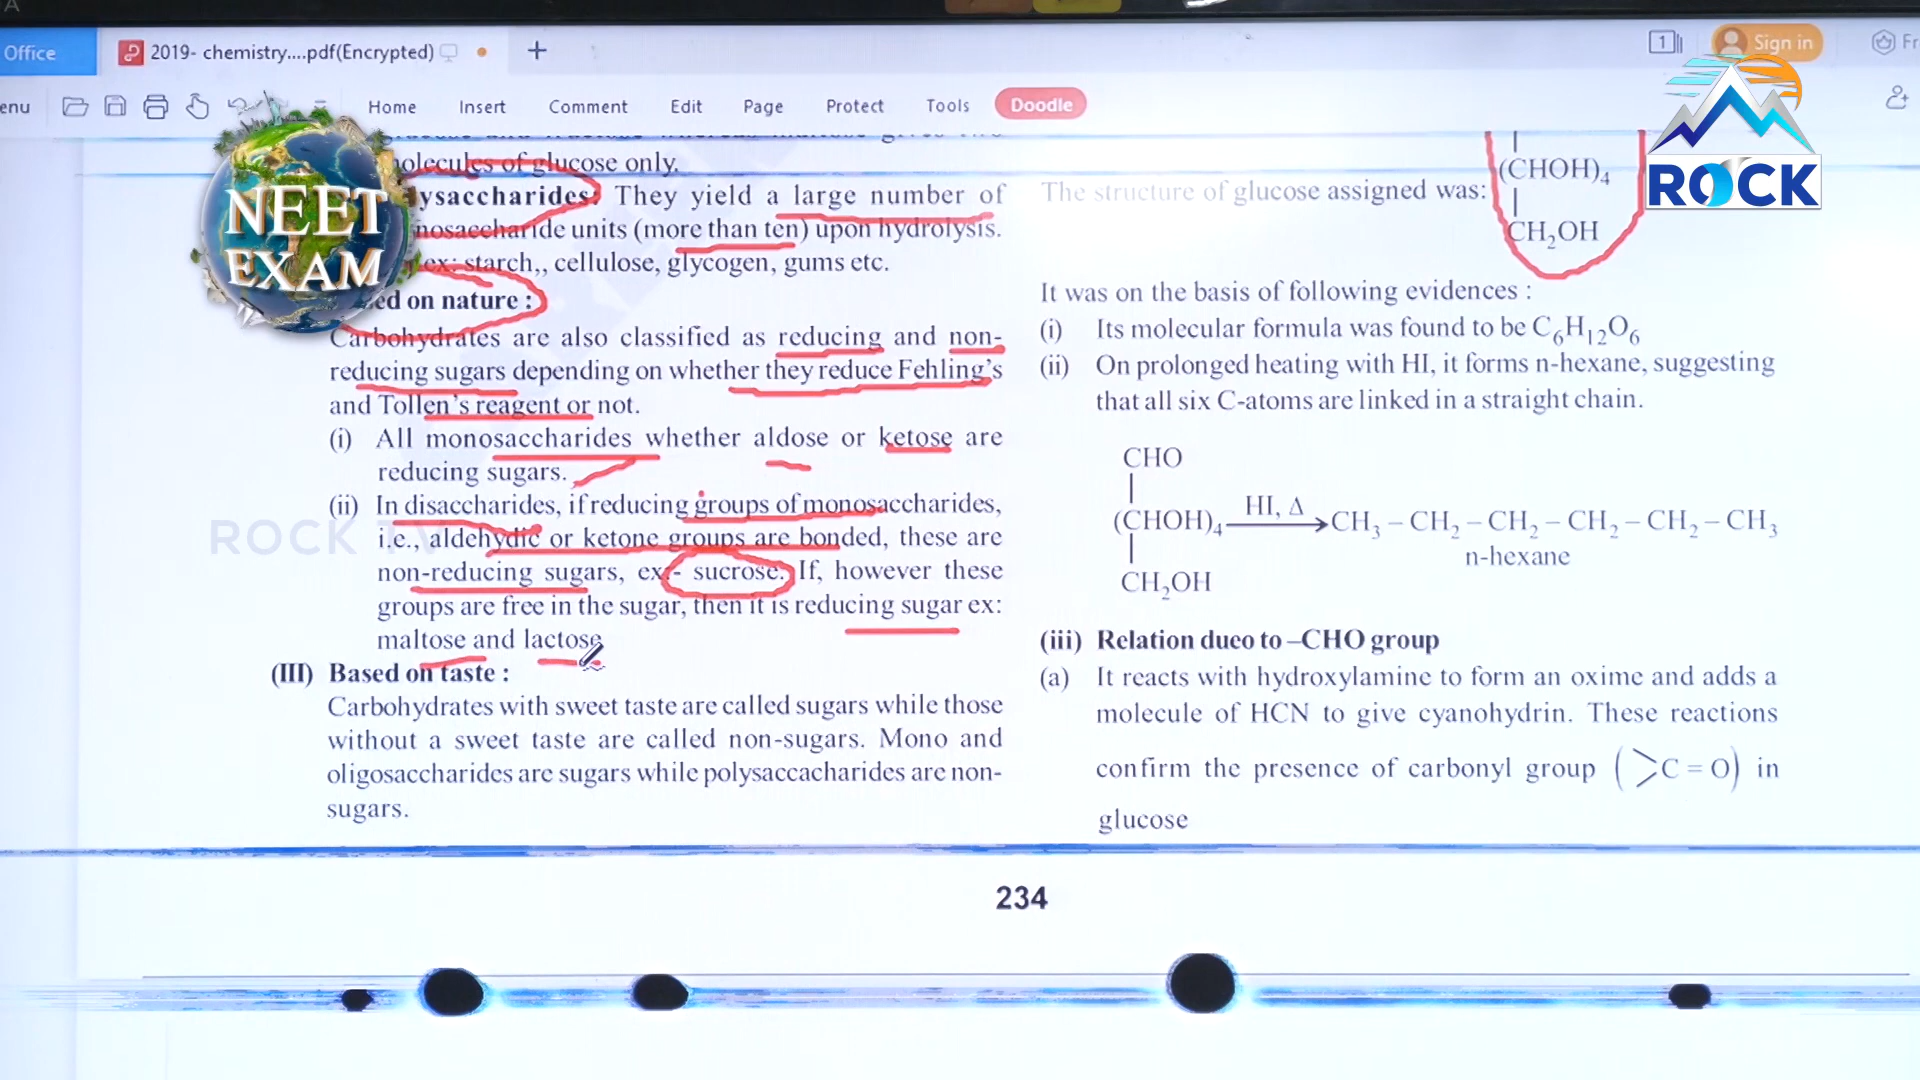 Office
2019- chemistry....pdf(Encrypted)
+
1
Sign in
Fr
enu
Home
Insert
Comment
Edit
Page
Protect
Tools
Doodle
NEET
EXAM
ROCK
ROCK TV
olecules of glucose only.
ysaccharides: They yield a large number of
nosaccharide units (more than ten) upon hydrolysis.
ex: starch,, cellulose, glycogen, gums etc.
ed on nature :
Carbohydrates are also classified as reducing and non-
reducing sugars depending on whether they reduce Fehling's
and Tollen's reagent or not.
(i) All monosaccharides whether aldose or ketose are
reducing sugars.
(ii) In disaccharides, if reducing groups of monosaccharides,
i.e., aldehydic or ketone groups are bonded, these are
non-reducing sugars, ex:- sucrose. If, however these
groups are free in the sugar, then it is reducing sugar ex:
maltose and lactose
(III) Based on taste :
Carbohydrates with sweet taste are called sugars while those
without a sweet taste are called non-sugars. Mono and
oligosaccharides are sugars while polysaccacharides are non-
sugars.
(CHOH)₄
The structure of glucose assigned was:
CH₂OH
It was on the basis of following evidences :
(i) Its molecular formula was found to be C₆H₁₂O₆
(ii) On prolonged heating with HI, it forms n-hexane, suggesting
that all six C-atoms are linked in a straight chain.
CHO
(CHOH)₄ HI, Δ → CH₃ – CH₂ – CH₂ – CH₂ – CH₂ – CH₃
n-hexane
CH₂OH
(iii) Relation dueo to –CHO group
(a) It reacts with hydroxylamine to form an oxime and adds a
molecule of HCN to give cyanohydrin. These reactions
confirm the presence of carbonyl group ( >C = O) in
glucose
234